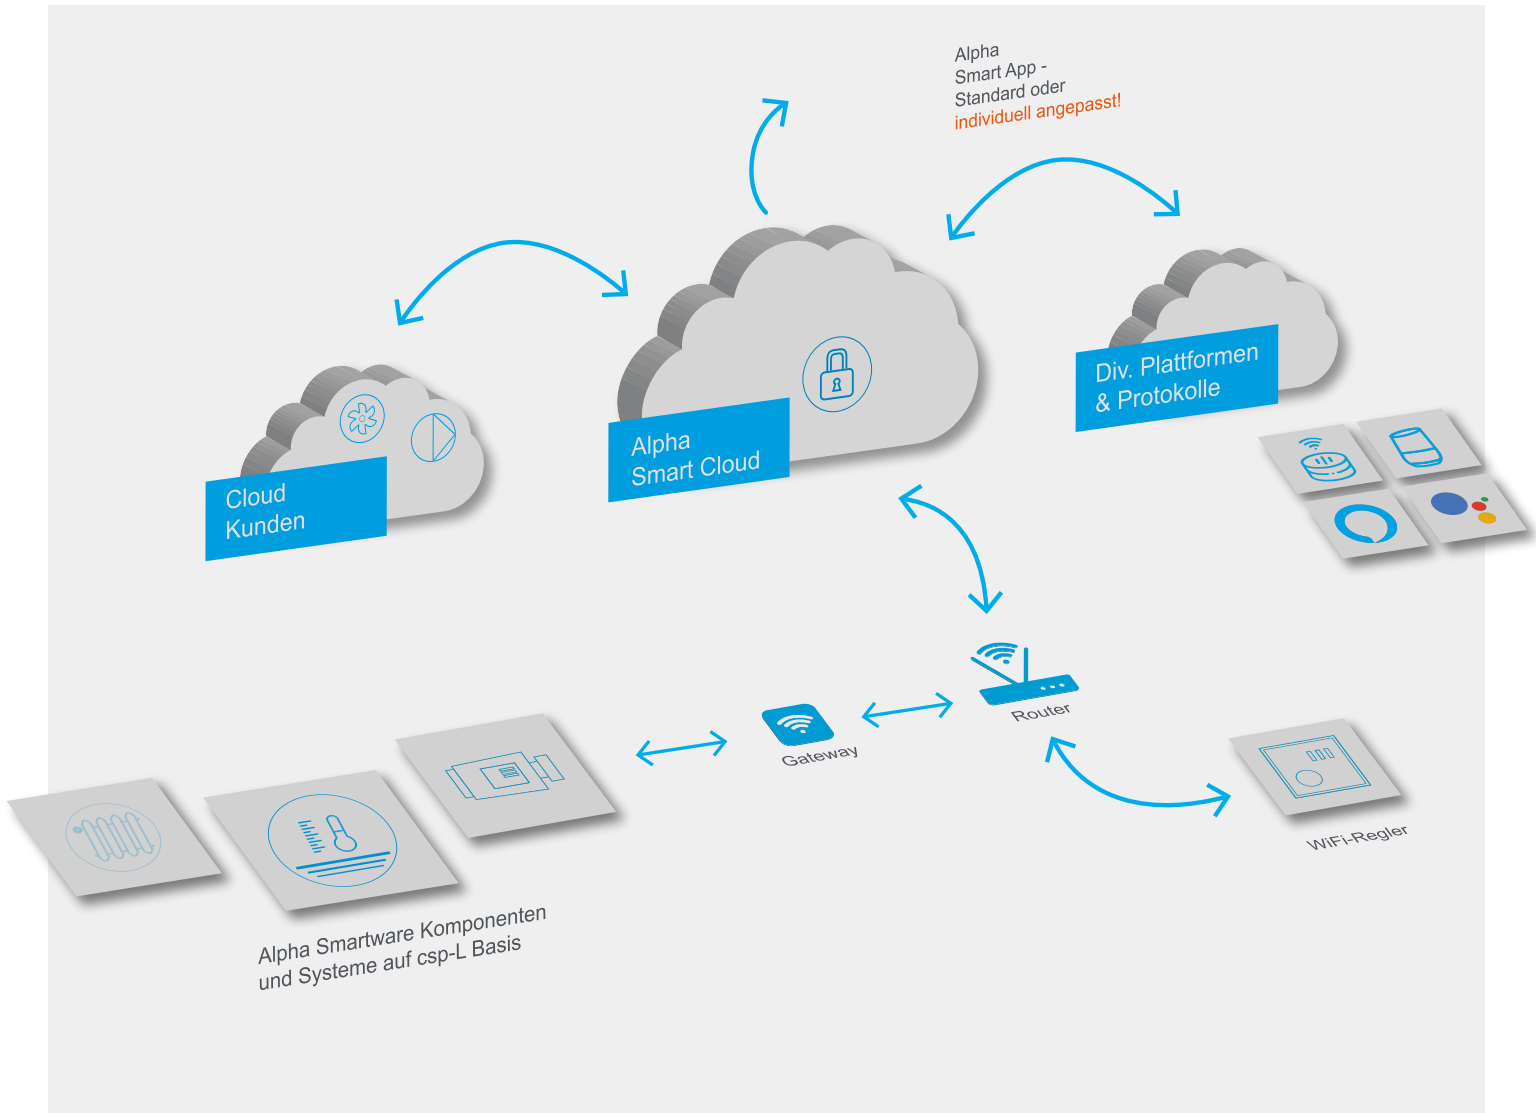 Alpha
Smart App -
Standard oder
individuell angepasst!
Div. Plattformen
& Protokolle
Alpha
Smart Cloud
Cloud
Kunden
Router
Gateway
WiFi-Regler
Alpha Smartware Komponenten
und Systeme auf csp-L Basis